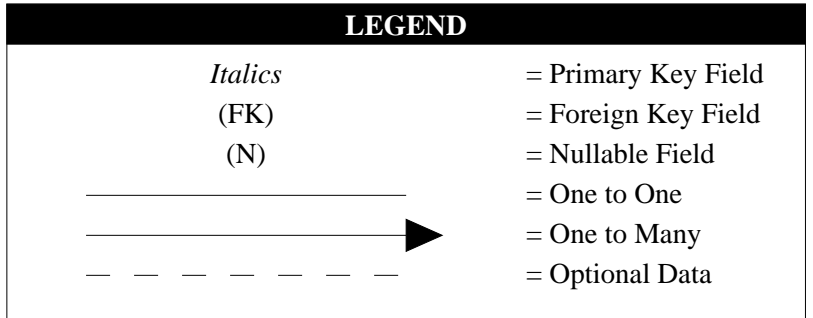 LEGEND
Italics = Primary Key Field
(FK) = Foreign Key Field
(N) = Nullable Field
= One to One
= One to Many
= Optional Data